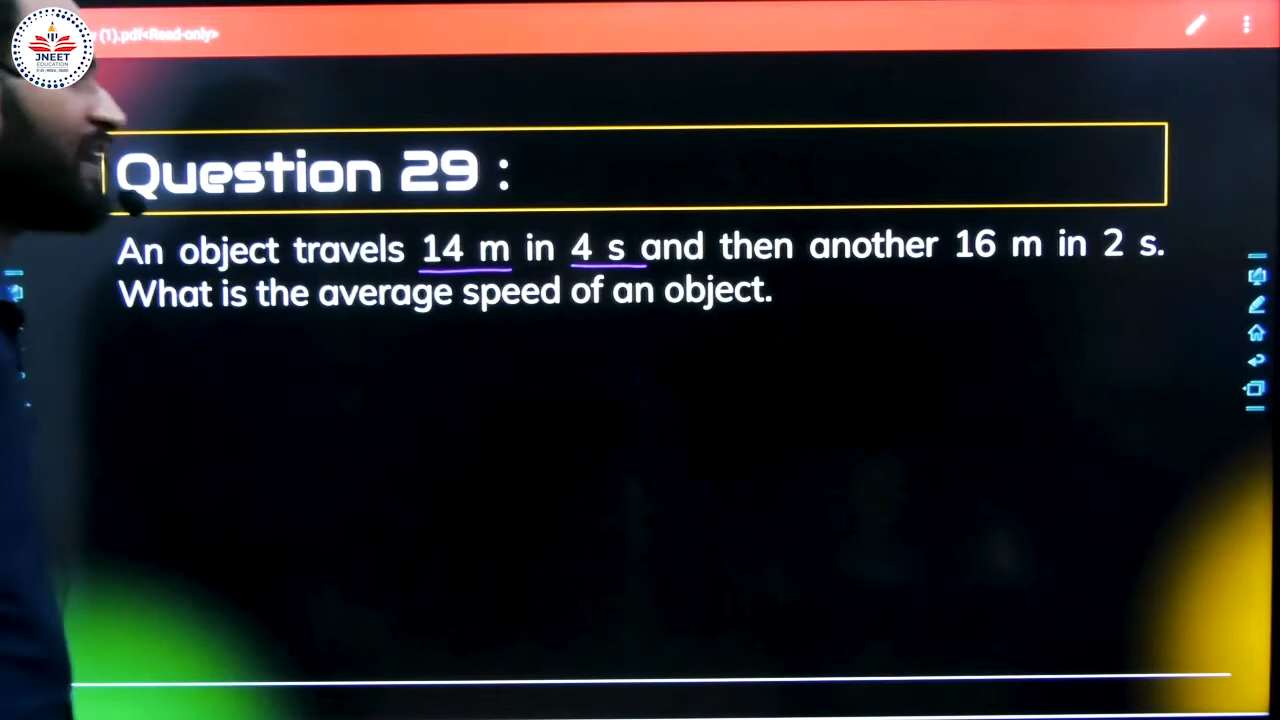 (1).pdf<Read-only>
JNEET
EDUCATION
Question 29 :
An object travels 14 m in 4 s and then another 16 m in 2 s.
What is the average speed of an object.